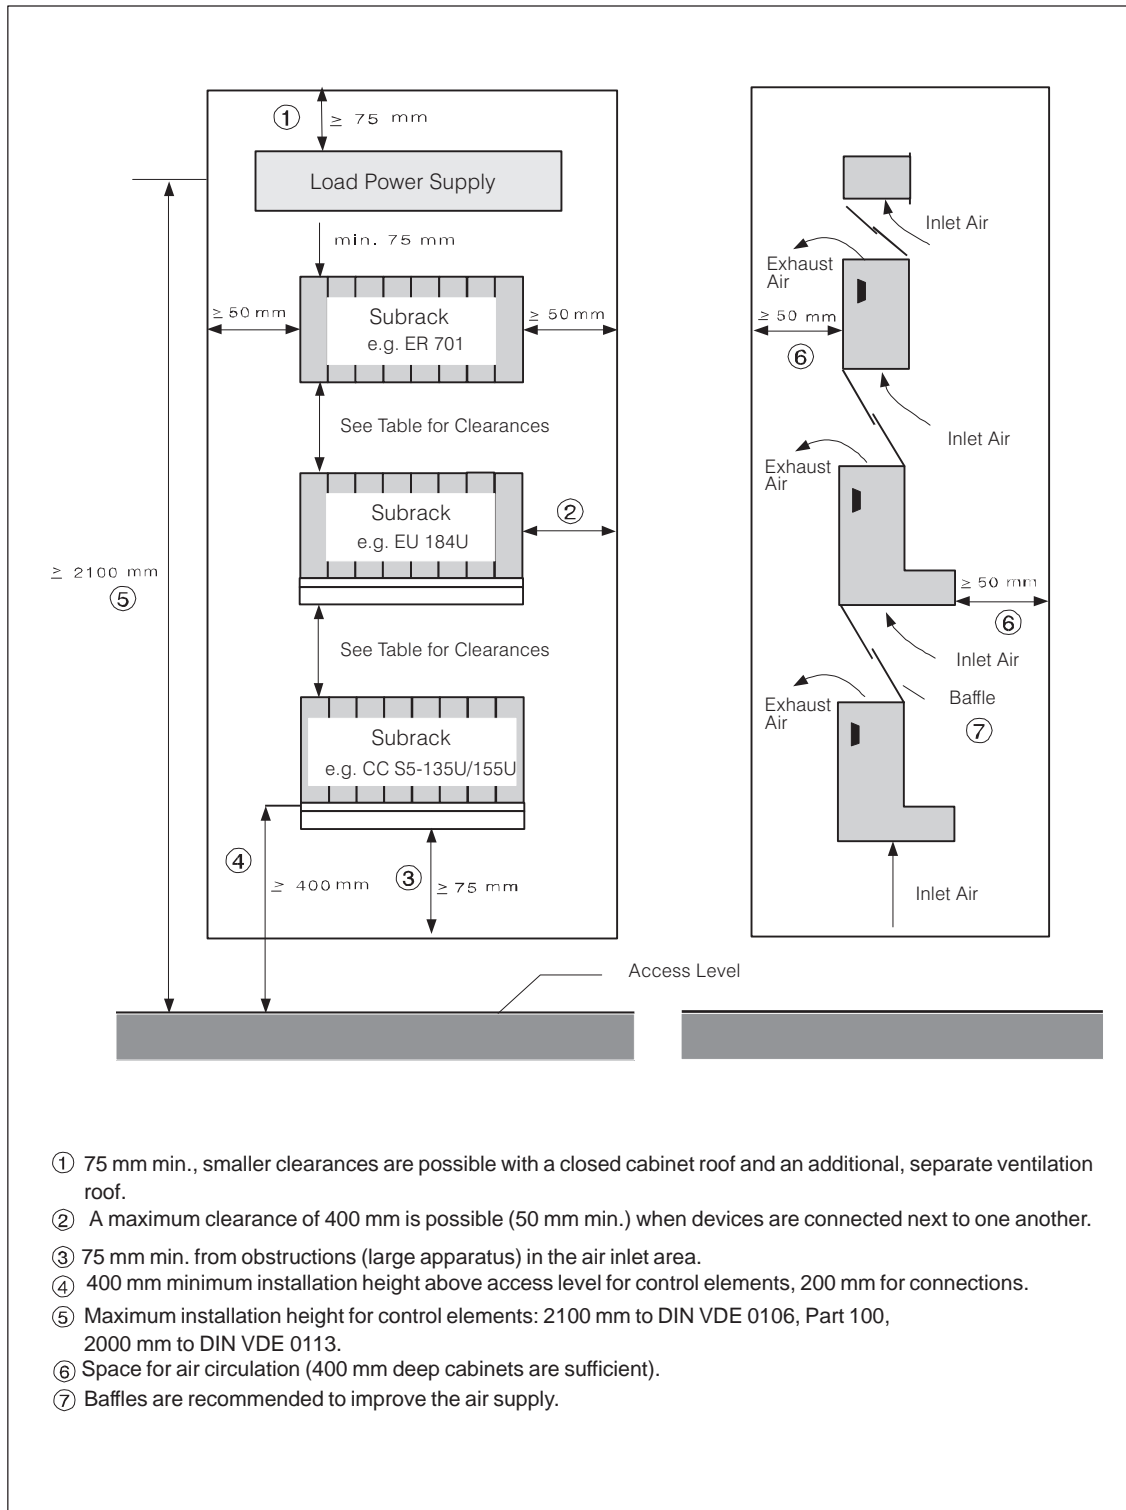 ① ≥ 75 mm
Load Power Supply
min. 75 mm
≥ 50 mm
≥ 50 mm
Subrack
e.g. ER 701
See Table for Clearances
Subrack
e.g. EU 184U
②
≥ 2100 mm
⑤
See Table for Clearances
Subrack
e.g. CC S5-135U/155U
④
≥ 400 mm
③
≥ 75 mm
Access Level
Inlet Air
Exhaust
Air
≥ 50 mm
⑥
Inlet Air
Exhaust
Air
≥ 50 mm
⑥
Inlet Air
Baffle
⑦
Exhaust
Air
Inlet Air
① 75 mm min., smaller clearances are possible with a closed cabinet roof and an additional, separate ventilation
roof.
② A maximum clearance of 400 mm is possible (50 mm min.) when devices are connected next to one another.
③ 75 mm min. from obstructions (large apparatus) in the air inlet area.
④ 400 mm minimum installation height above access level for control elements, 200 mm for connections.
⑤ Maximum installation height for control elements: 2100 mm to DIN VDE 0106, Part 100,
2000 mm to DIN VDE 0113.
⑥ Space for air circulation (400 mm deep cabinets are sufficient).
⑦ Baffles are recommended to improve the air supply.